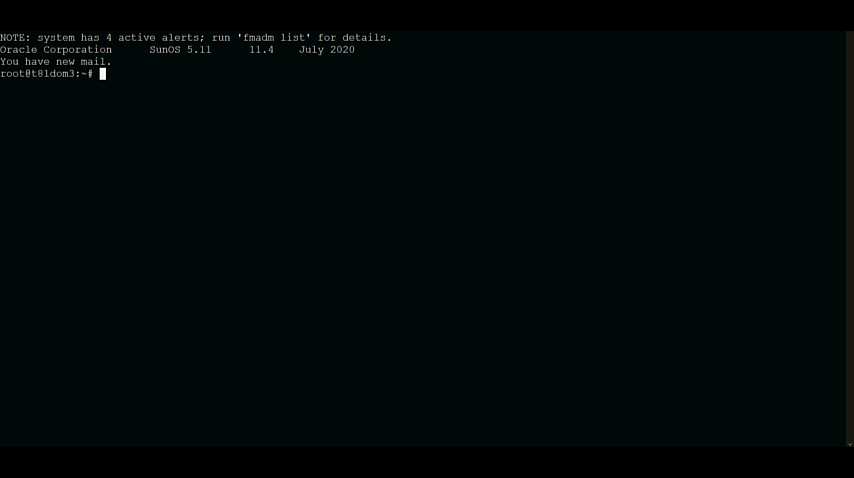 NOTE: system has 4 active alerts; run 'fmadm list' for details.
Oracle Corporation      SunOS 5.11      11.4    July 2020
You have new mail.
root@t8ldom3:~#